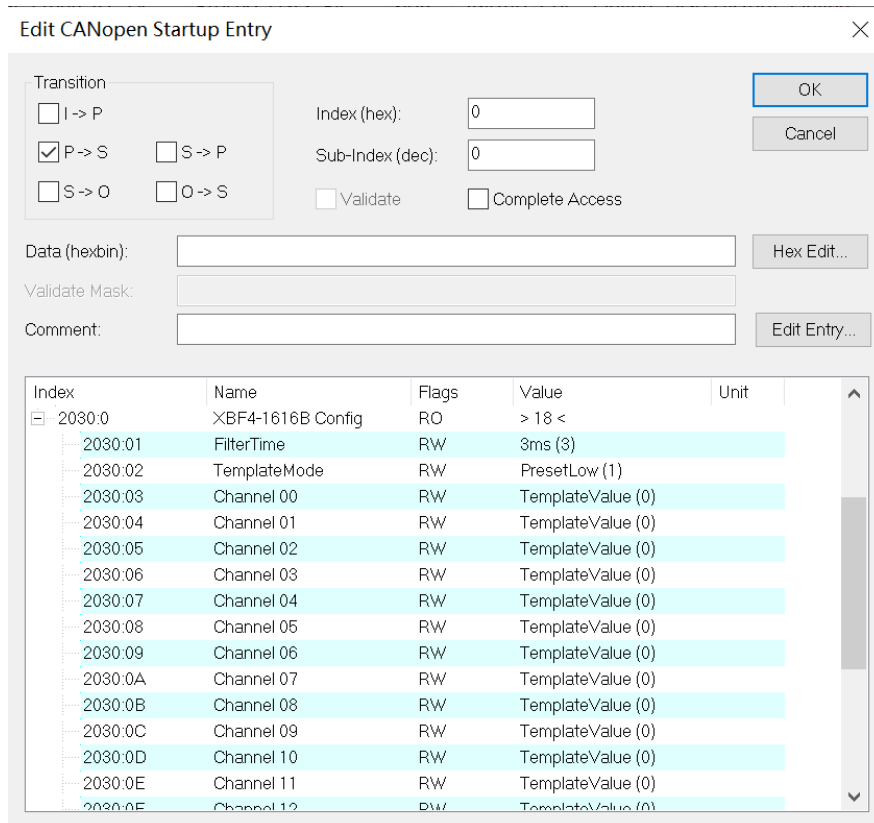 Edit CANopen Startup Entry
Transition
I -> P
P -> S
S -> P
S -> O
O -> S
Index (hex):
0
Sub-Index (dec):
0
Validate
Complete Access
OK
Cancel
Data (hexbin):
Hex Edit...
Validate Mask:
Comment:
Edit Entry...
Index Name Flags Value Unit
2030:0 XBF4-1616B Config RO > 18 <
2030:01 FilterTime RW 3ms (3)
2030:02 TemplateMode RW PresetLow (1)
2030:03 Channel 00 RW TemplateValue (0)
2030:04 Channel 01 RW TemplateValue (0)
2030:05 Channel 02 RW TemplateValue (0)
2030:06 Channel 03 RW TemplateValue (0)
2030:07 Channel 04 RW TemplateValue (0)
2030:08 Channel 05 RW TemplateValue (0)
2030:09 Channel 06 RW TemplateValue (0)
2030:0A Channel 07 RW TemplateValue (0)
2030:0B Channel 08 RW TemplateValue (0)
2030:0C Channel 09 RW TemplateValue (0)
2030:0D Channel 10 RW TemplateValue (0)
2030:0E Channel 11 RW TemplateValue (0)
2030:0F Channel 12 RW TemplateValue (0)